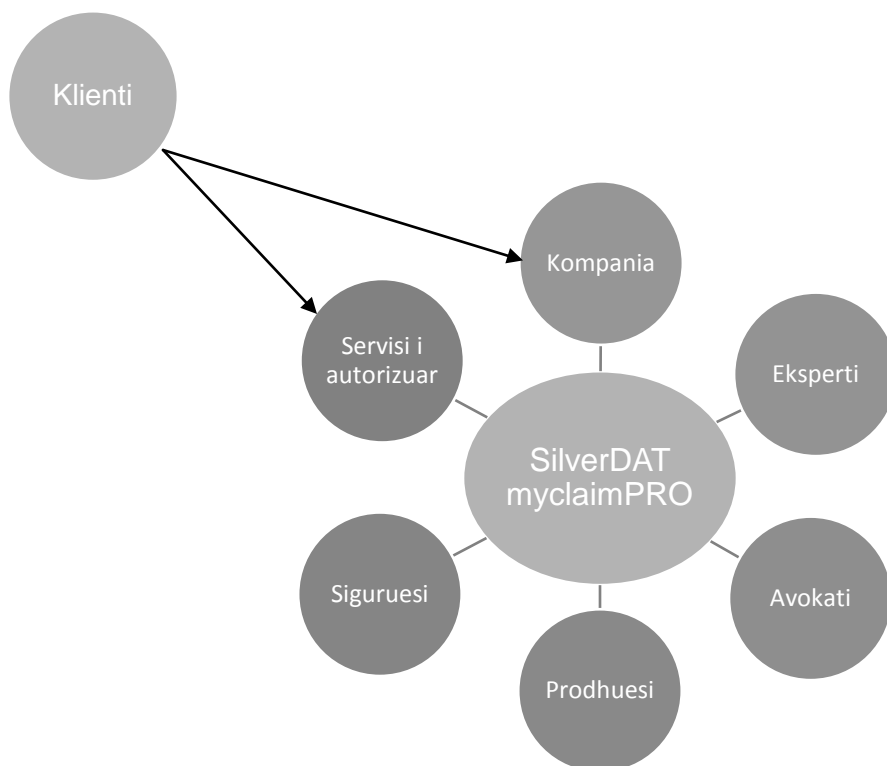 Klienti
Kompania
Servisi i
autorizuar
Eksperti
SilverDAT
myclaimPRO
Siguruesi
Avokati
Prodhuesi